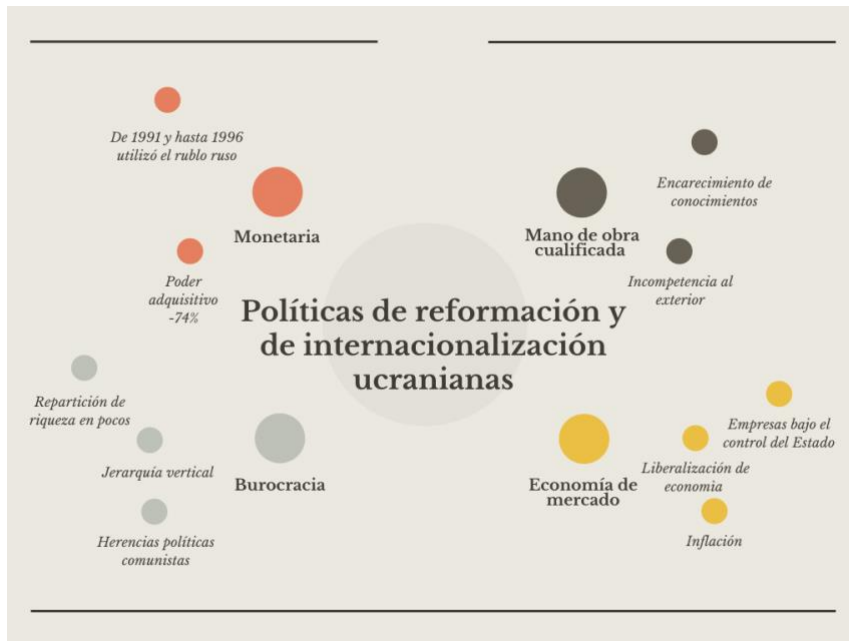 De 1991 y hasta 1996
utilizó el rublo ruso
Monetaria
Poder
adquisitivo
-74%
Encarecimiento de
conocimientos
Mano de obra
cualificada
Incompetencia al
exterior
Políticas de reformación y
de internacionalización
ucranianas
Repartición de
riqueza en pocos
Jerarquía vertical
Burocracia
Herencias políticas
comunistas
Empresas bajo el
control del Estado
Liberalización de
economia
Economía de
mercado
Inflación